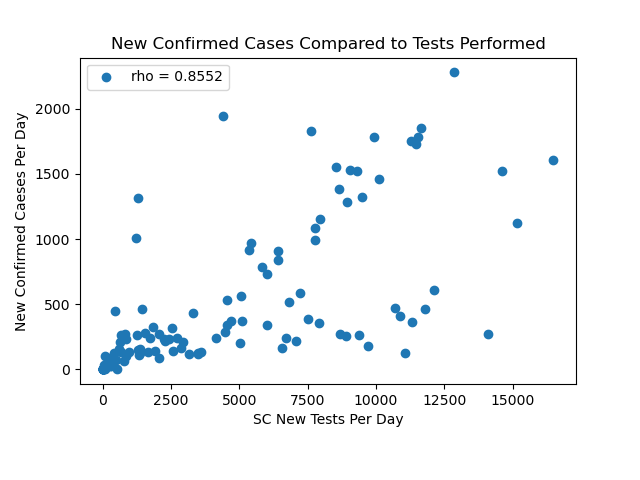 New Confirmed Cases Compared to Tests Performed
rho = 0.8552
New Confirmed Caeses Per Day
2000
1500
1000
500
0
0 2500 5000 7500 10000 12500 15000
SC New Tests Per Day